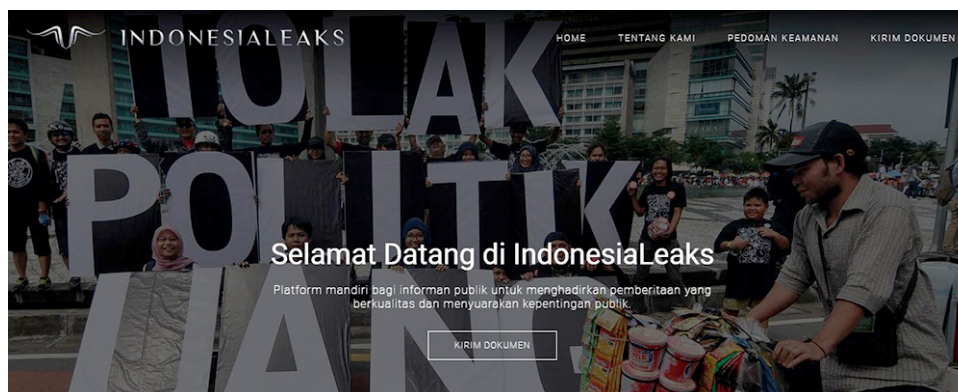 INDONESIALEAKS
HOME TENTANG KAMI PEDOMAN KEAMANAN KIRIM DOKUMEN
TOLAK
POLITIK
UANG
Selamat Datang di IndonesiaLeaks
Platform mandiri bagi informan publik untuk menghadirkan pemberitaan yang
berkualitas dan menyuarakan kepentingan publik.
KIRIM DOKUMEN